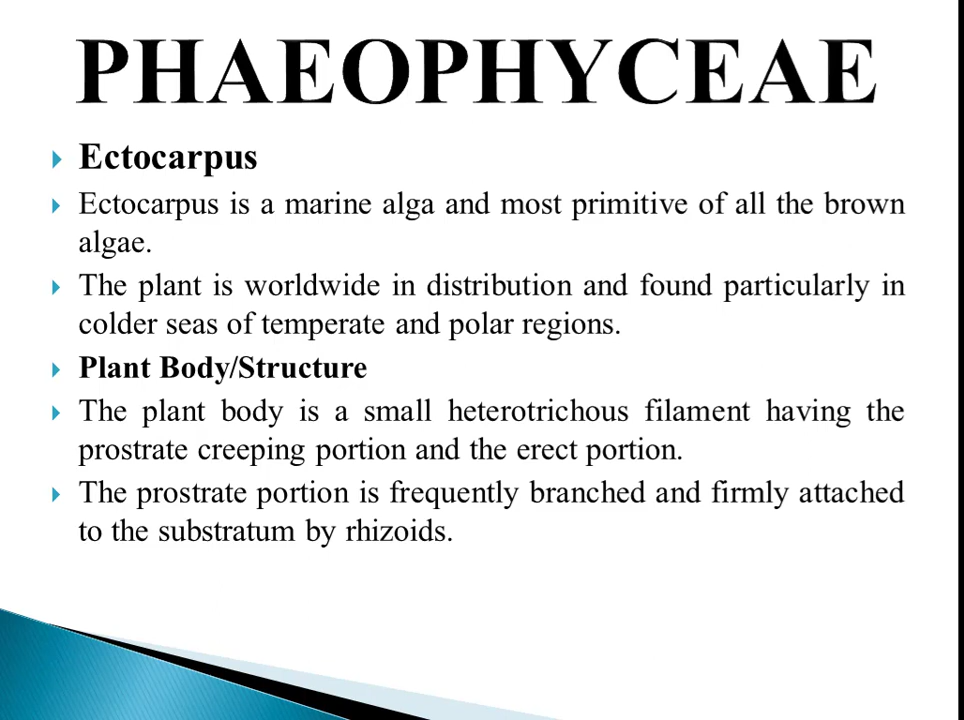 PHAEOPHYCEAE
Ectocarpus
Ectocarpus is a marine alga and most primitive of all the brown
algae.
The plant is worldwide in distribution and found particularly in
colder seas of temperate and polar regions.
Plant Body/Structure
The plant body is a small heterotrichous filament having the
prostrate creeping portion and the erect portion.
The prostrate portion is frequently branched and firmly attached
to the substratum by rhizoids.